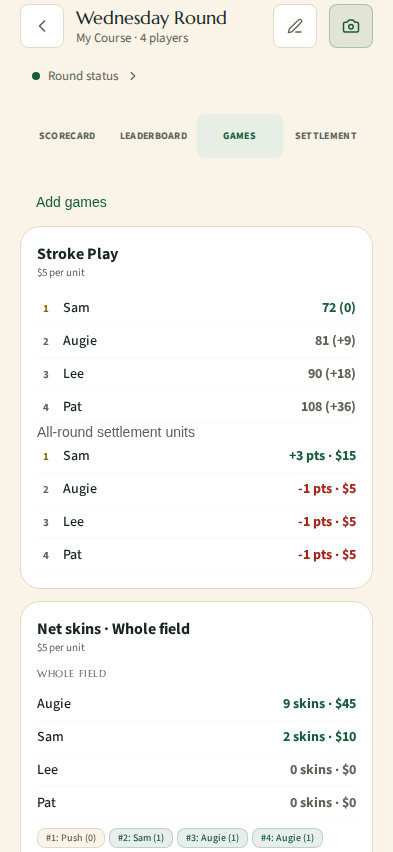 Wednesday Round
My Course · 4 players
Round status
SCORECARD LEADERBOARD GAMES SETTLEMENT
Add games
Stroke Play
$5 per unit
1 Sam 72 (0)
2 Augie 81 (+9)
3 Lee 90 (+18)
4 Pat 108 (+36)
All-round settlement units
1 Sam +3 pts · $15
2 Augie -1 pts · $5
3 Lee -1 pts · $5
4 Pat -1 pts · $5
Net skins · Whole field
$5 per unit
WHOLE FIELD
Augie 9 skins · $45
Sam 2 skins · $10
Lee 0 skins · $0
Pat 0 skins · $0
#1: Push (0) #2: Sam (1) #3: Augie (1) #4: Augie (1)